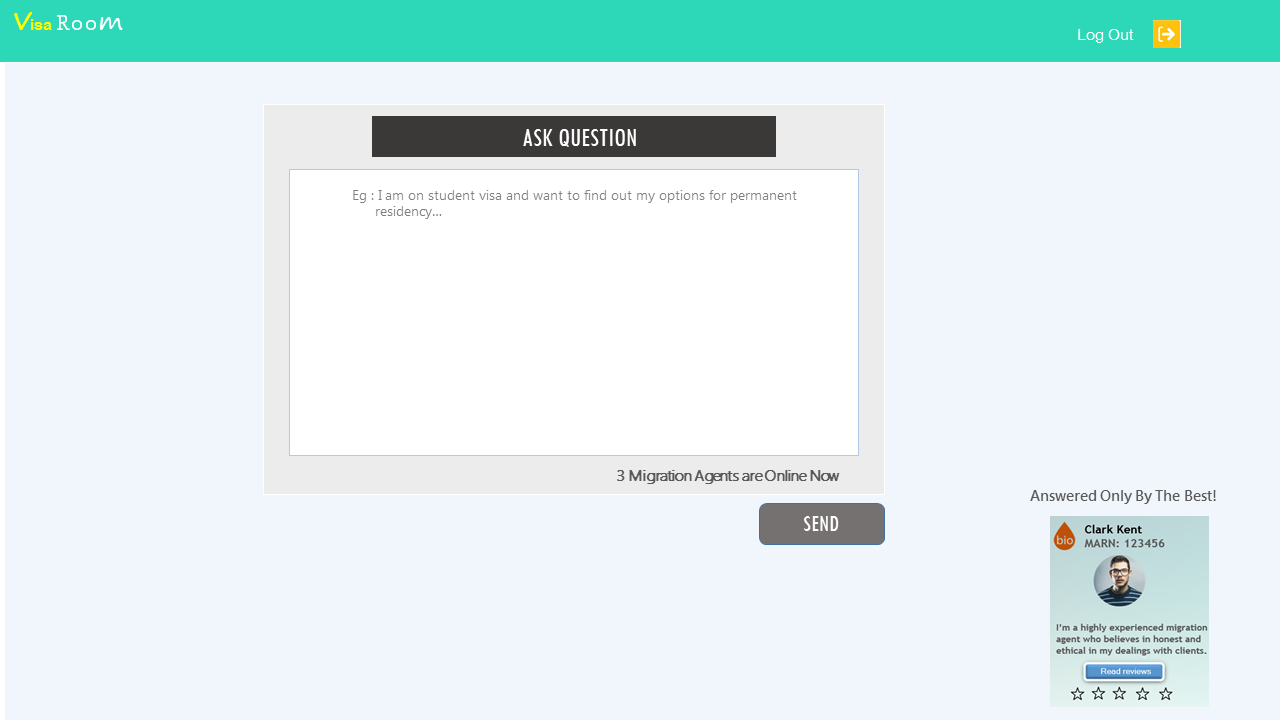 Visa Room
Log Out
ASK QUESTION
Eg : I am on student visa and want to find out my options for permanent
residency...
3 Migration Agents are Online Now
SEND
Answered Only By The Best!
bio
Clark Kent
MARN: 123456
I'm a highly experienced migration
agent who believes in honest and
ethical in my dealings with clients.
Read reviews